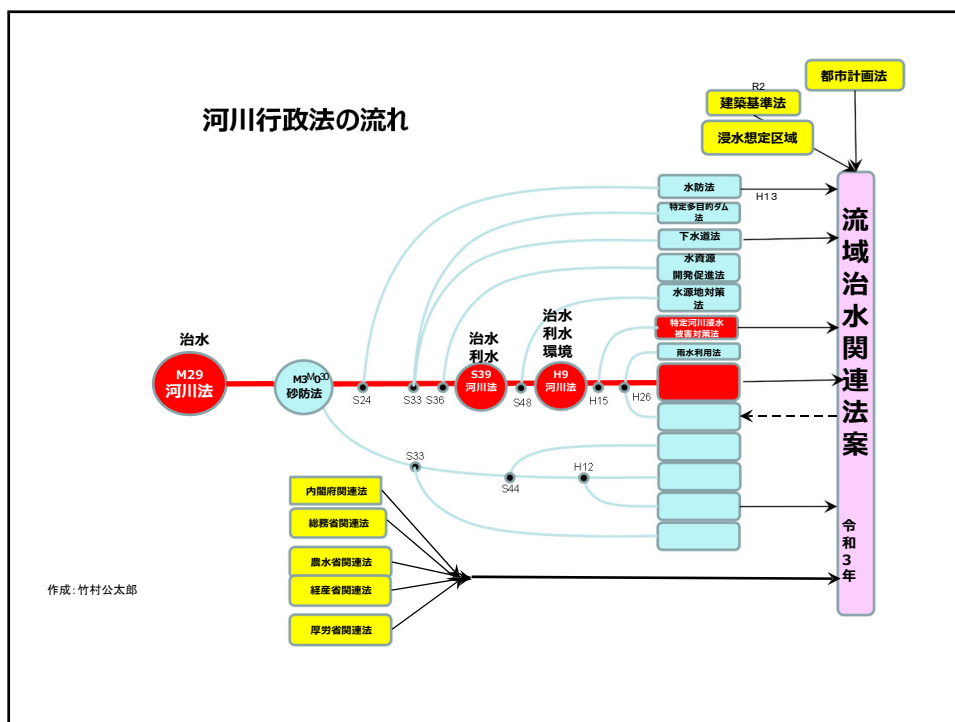 都市計画法
R2
建築基準法
浸水想定区域
河川行政法の流れ
水防法
H13
特定多目的ダム
法
下水道法
水資源
開発促進法
水源地対策
法
特定河川浸水
被害対策法
雨水利用法
治水
治水
利水
治水
利水
環境
M29
河川法
M30
砂防法
S24
S33
S36
S39
河川法
S48
H9
河川法
H15
H26
S33
S44
H12
内閣府関連法
総務省関連法
農水省関連法
経産省関連法
厚労省関連法
流域治水関連法案
令和3年
作成:竹村公太郎